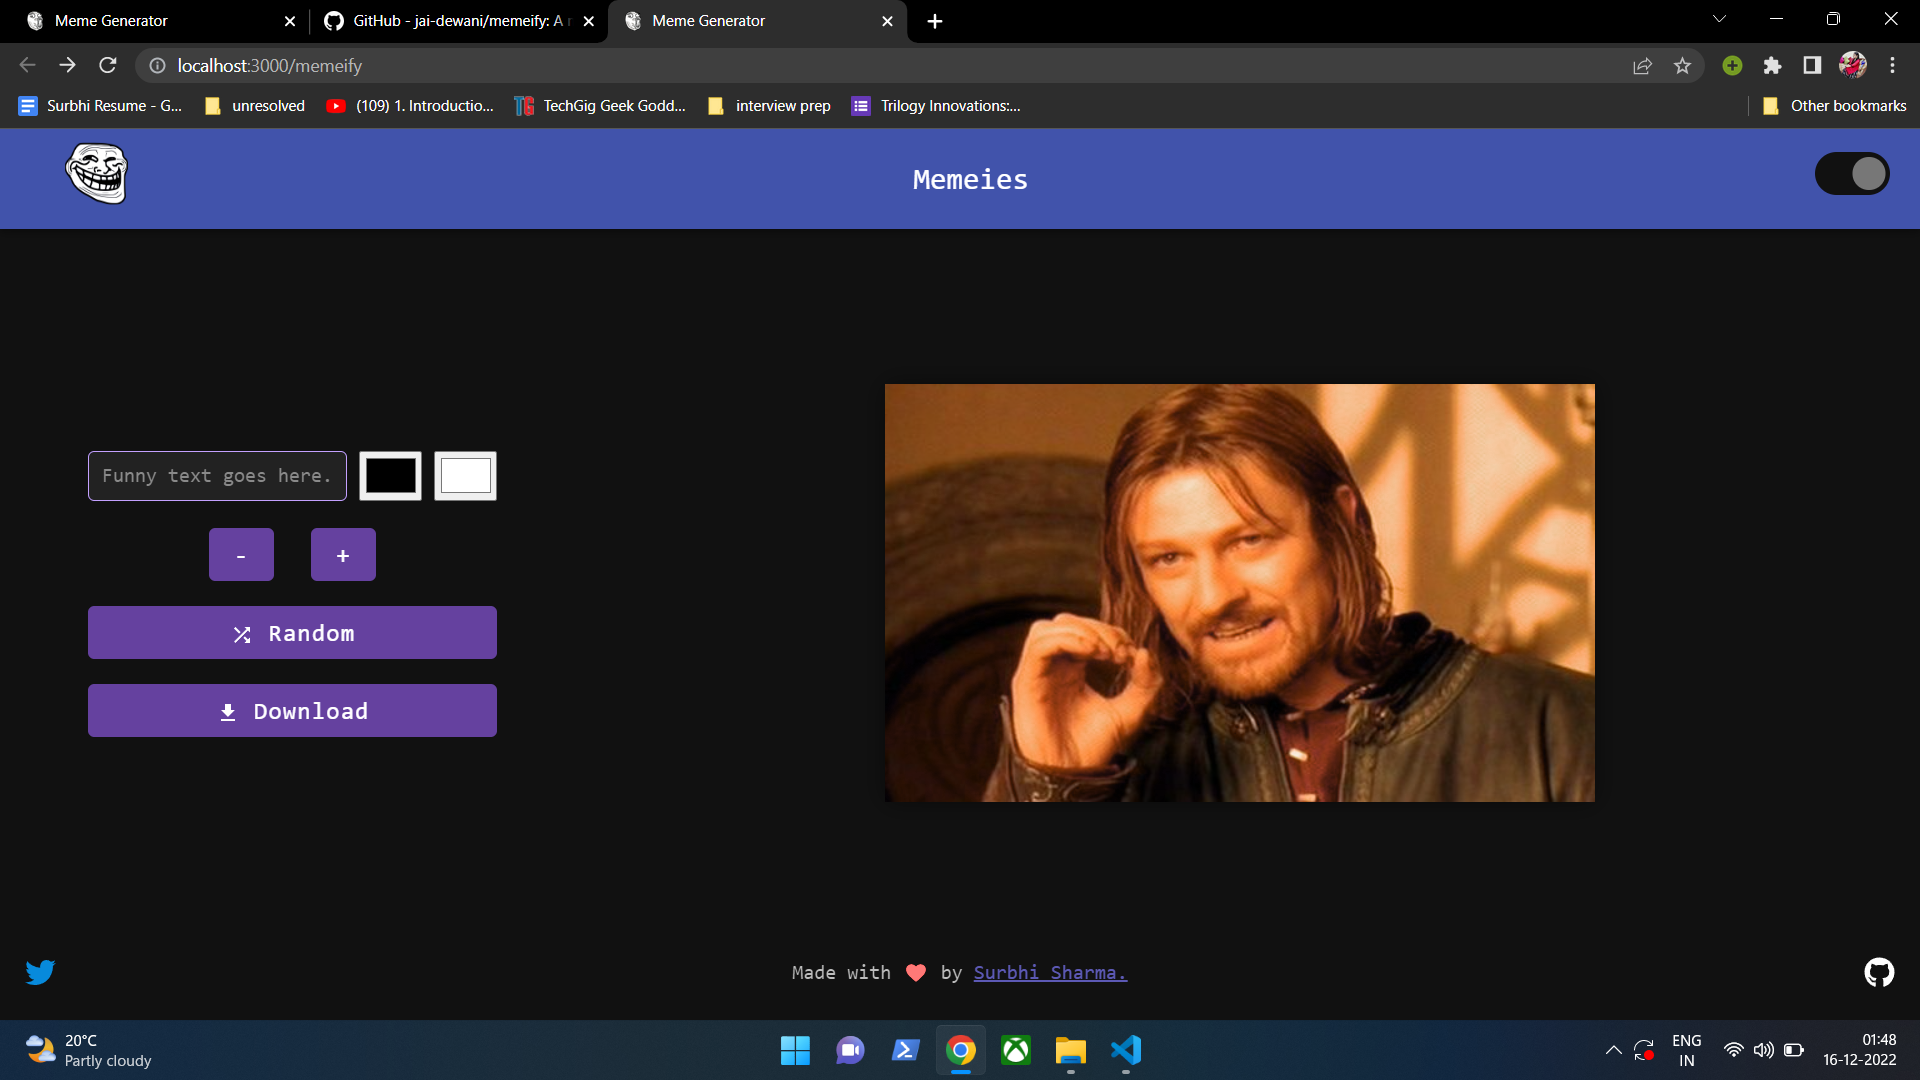 Meme Generator
GitHub - jai-dewani/memeify: A
Meme Generator
localhost:3000/memeify
Surbhi Resume - G...
unresolved
(109) 1. Introductio...
TechGig Geek Godd...
interview prep
Trilogy Innovations:...
Other bookmarks
Memeies
Funny text goes here.
-
+
Random
Download
Made with ❤ by Surbhi Sharma.
20°C
Partly cloudy
ENG
IN
01:48
16-12-2022